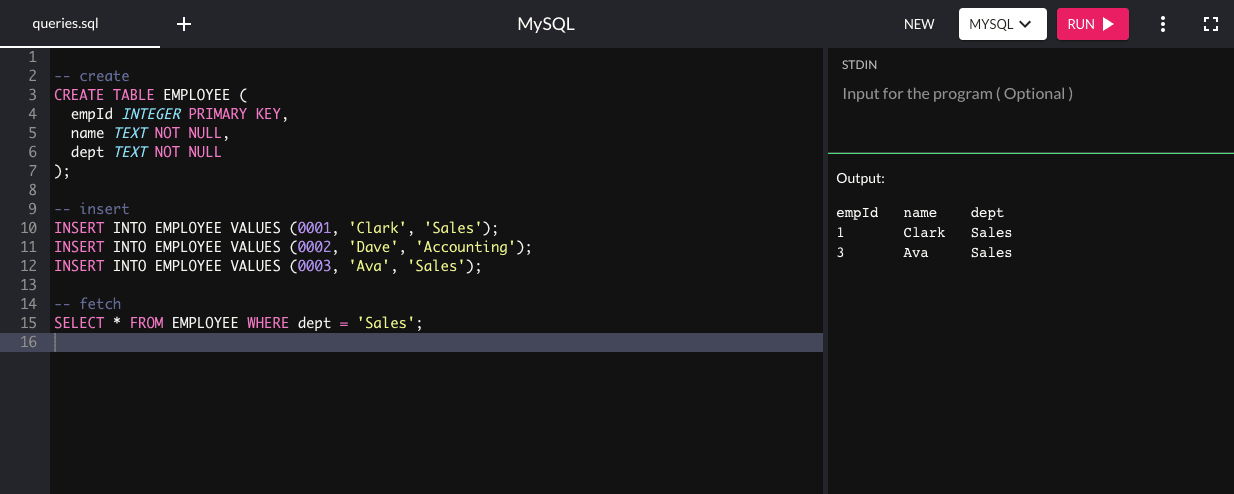 queries.sql + MySQL NEW MYSQL RUN
1
2 -- create
3 CREATE TABLE EMPLOYEE (
4   empId INTEGER PRIMARY KEY,
5   name TEXT NOT NULL,
6   dept TEXT NOT NULL
7 );
8
9 -- insert
10 INSERT INTO EMPLOYEE VALUES (0001, 'Clark', 'Sales');
11 INSERT INTO EMPLOYEE VALUES (0002, 'Dave', 'Accounting');
12 INSERT INTO EMPLOYEE VALUES (0003, 'Ava', 'Sales');
13
14 -- fetch
15 SELECT * FROM EMPLOYEE WHERE dept = 'Sales';
16
STDIN
Input for the program ( Optional )
Output:
empId name dept
1 Clark Sales
3 Ava Sales